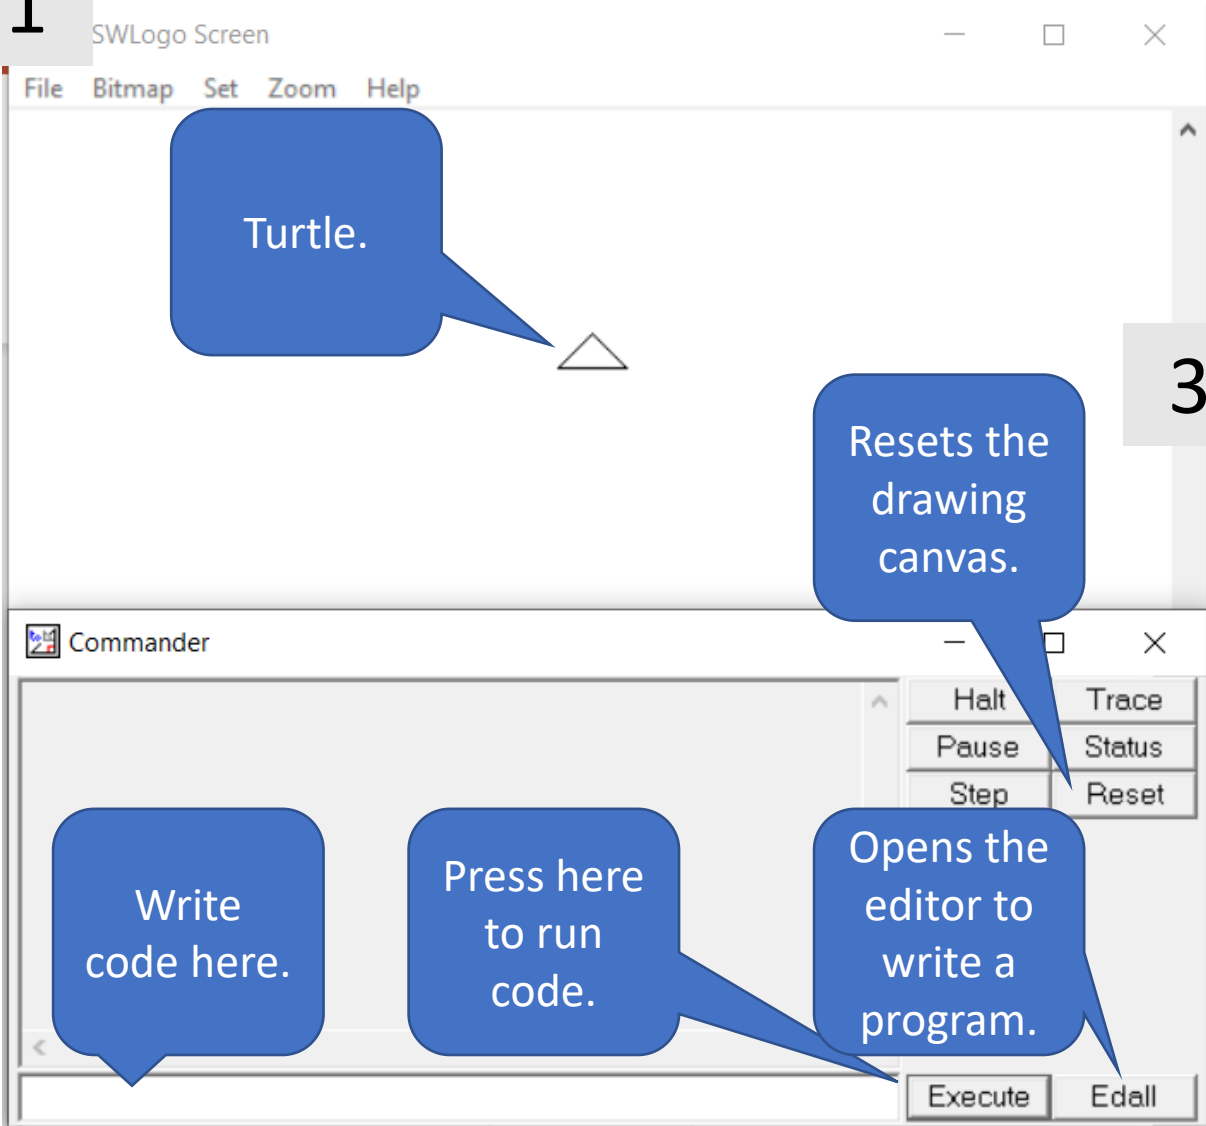 1
SWLogo Screen
File Bitmap Set Zoom Help
Turtle.
3
Resets the
drawing
canvas.
Commander
Halt Trace
Pause Status
Step Reset
Write
code here.
Press here
to run
code.
Opens the
editor to
write a
program.
Execute Edall